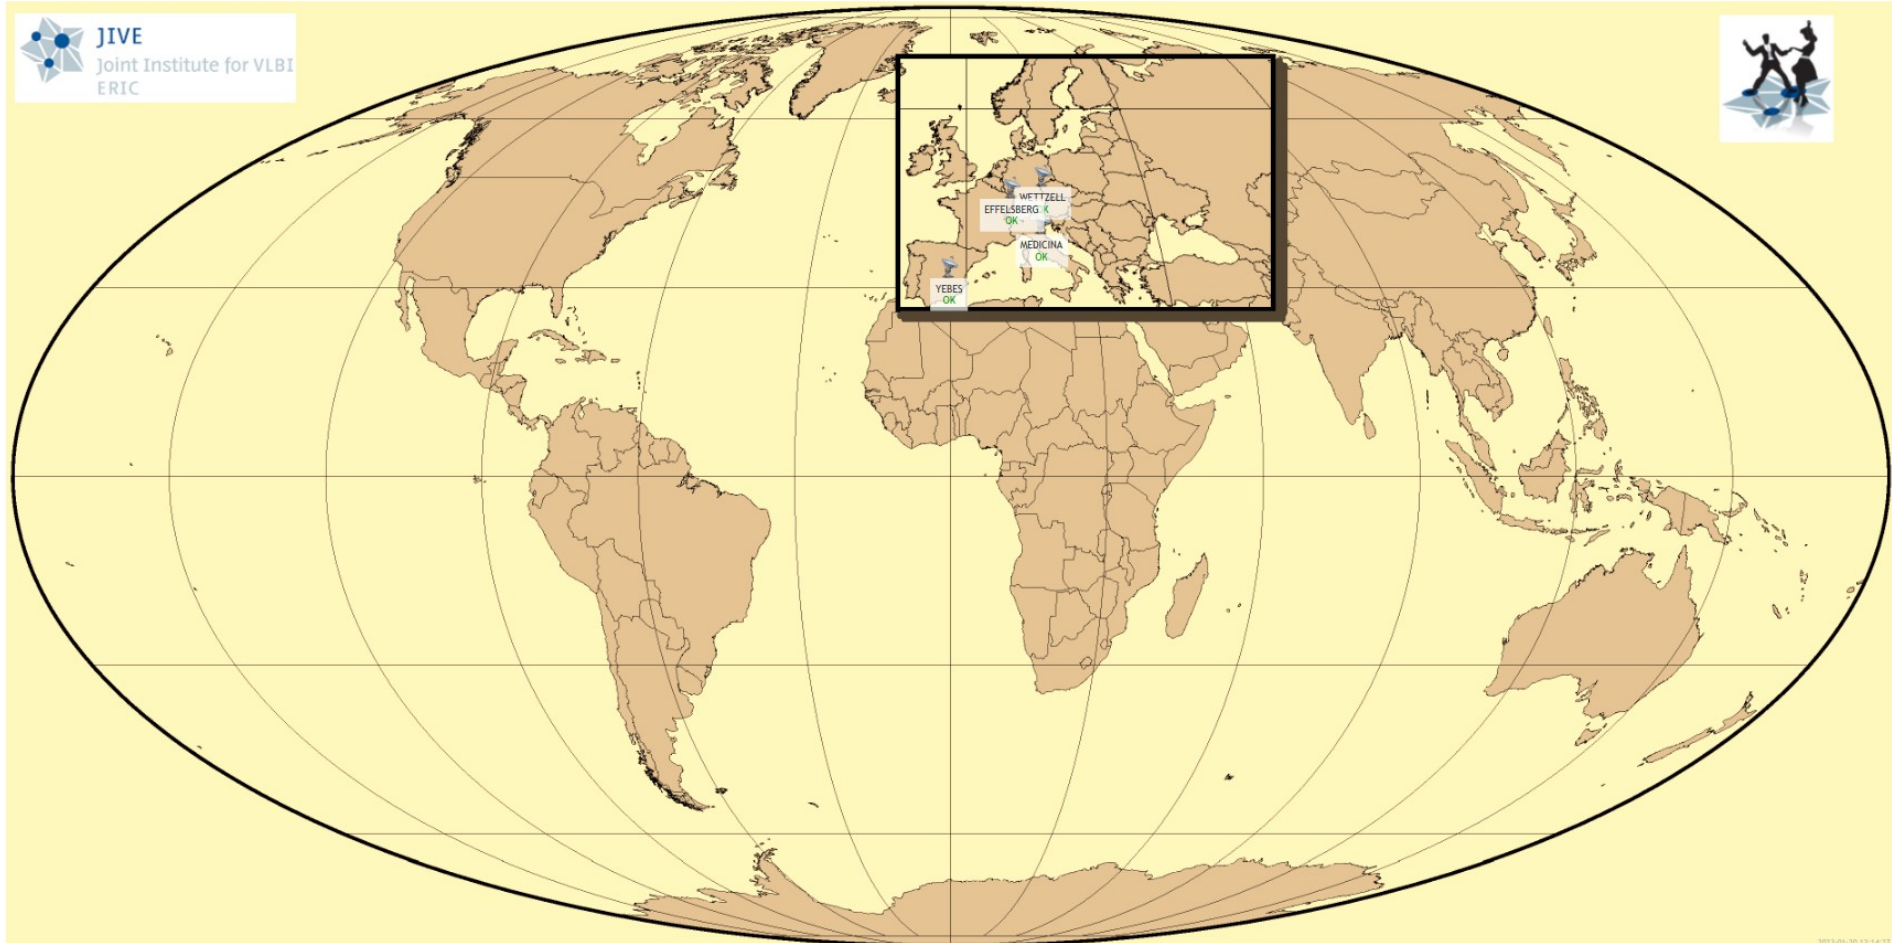 JIVE
Joint Institute for VLBI
ERIC
WETTZELL
EFFELSBERG
OK
MEDICINA
OK
YEBES
OK